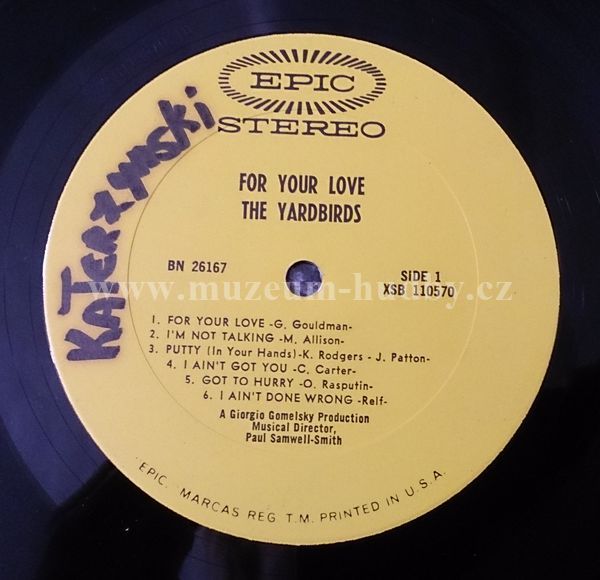 EPIC
STEREO
KATERZYNSKI
FOR YOUR LOVE
THE YARDBIRDS
BN 26167
SIDE 1
XSB 110570
www.muzeum-hudby.cz
1. FOR YOUR LOVE -G. Gouldman-
2. I'M NOT TALKING -M. Allison-
3. PUTTY (In Your Hands)-K. Rodgers - J. Patton-
4. I AIN'T GOT YOU -C. Carter-
5. GOT TO HURRY -O. Rasputin-
6. I AIN'T DONE WRONG -Relf-
A Giorgio Gomelsky Production
Musical Director,
Paul Samwell-Smith
EPIC. MARCAS REG T.M. PRINTED IN U.S.A.